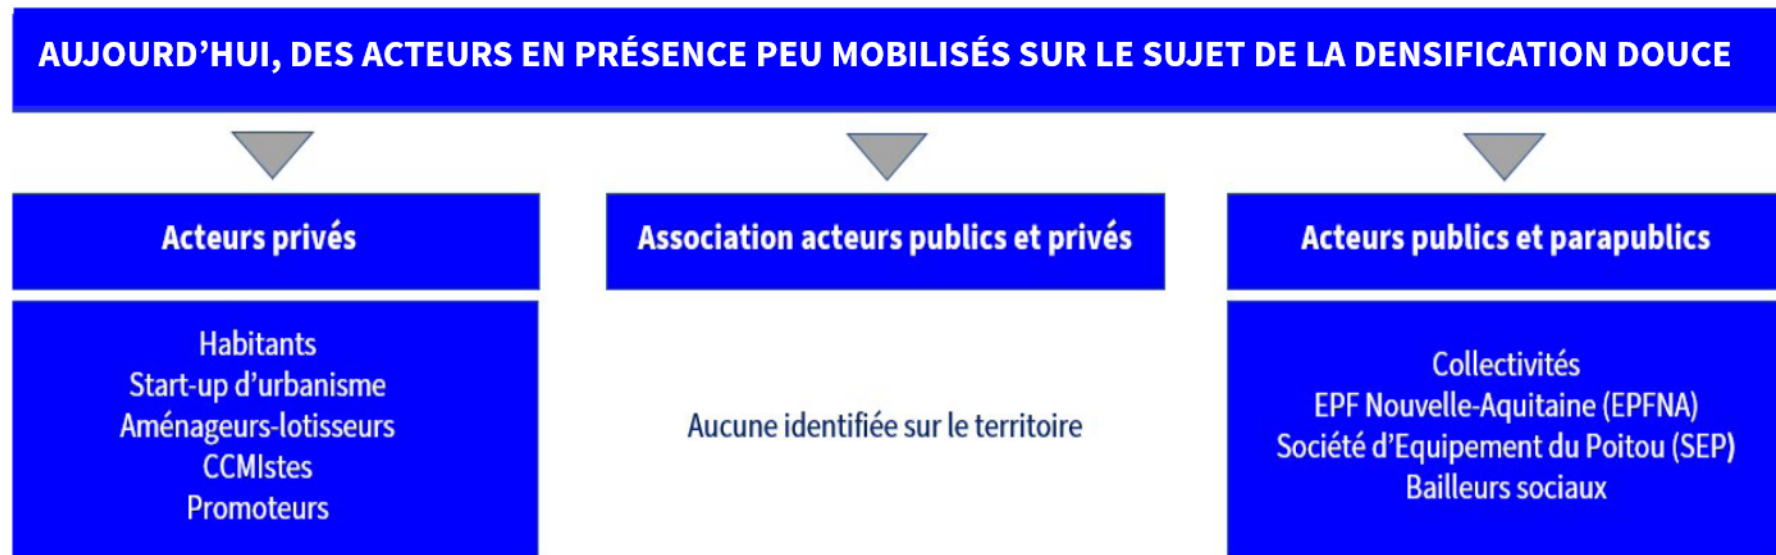 AUJOURD’HUI, DES ACTEURS EN PRÉSENCE PEU MOBILISÉS SUR LE SUJET DE LA DENSIFICATION DOUCE
Acteurs privés
Habitants
Start-up d’urbanisme
Aménageurs-lotisseurs
CCMIstes
Promoteurs
Association acteurs publics et privés
Aucune identifiée sur le territoire
Acteurs publics et parapublics
Collectivités
EPF Nouvelle-Aquitaine (EPFNA)
Société d’Equipement du Poitou (SEP)
Bailleurs sociaux